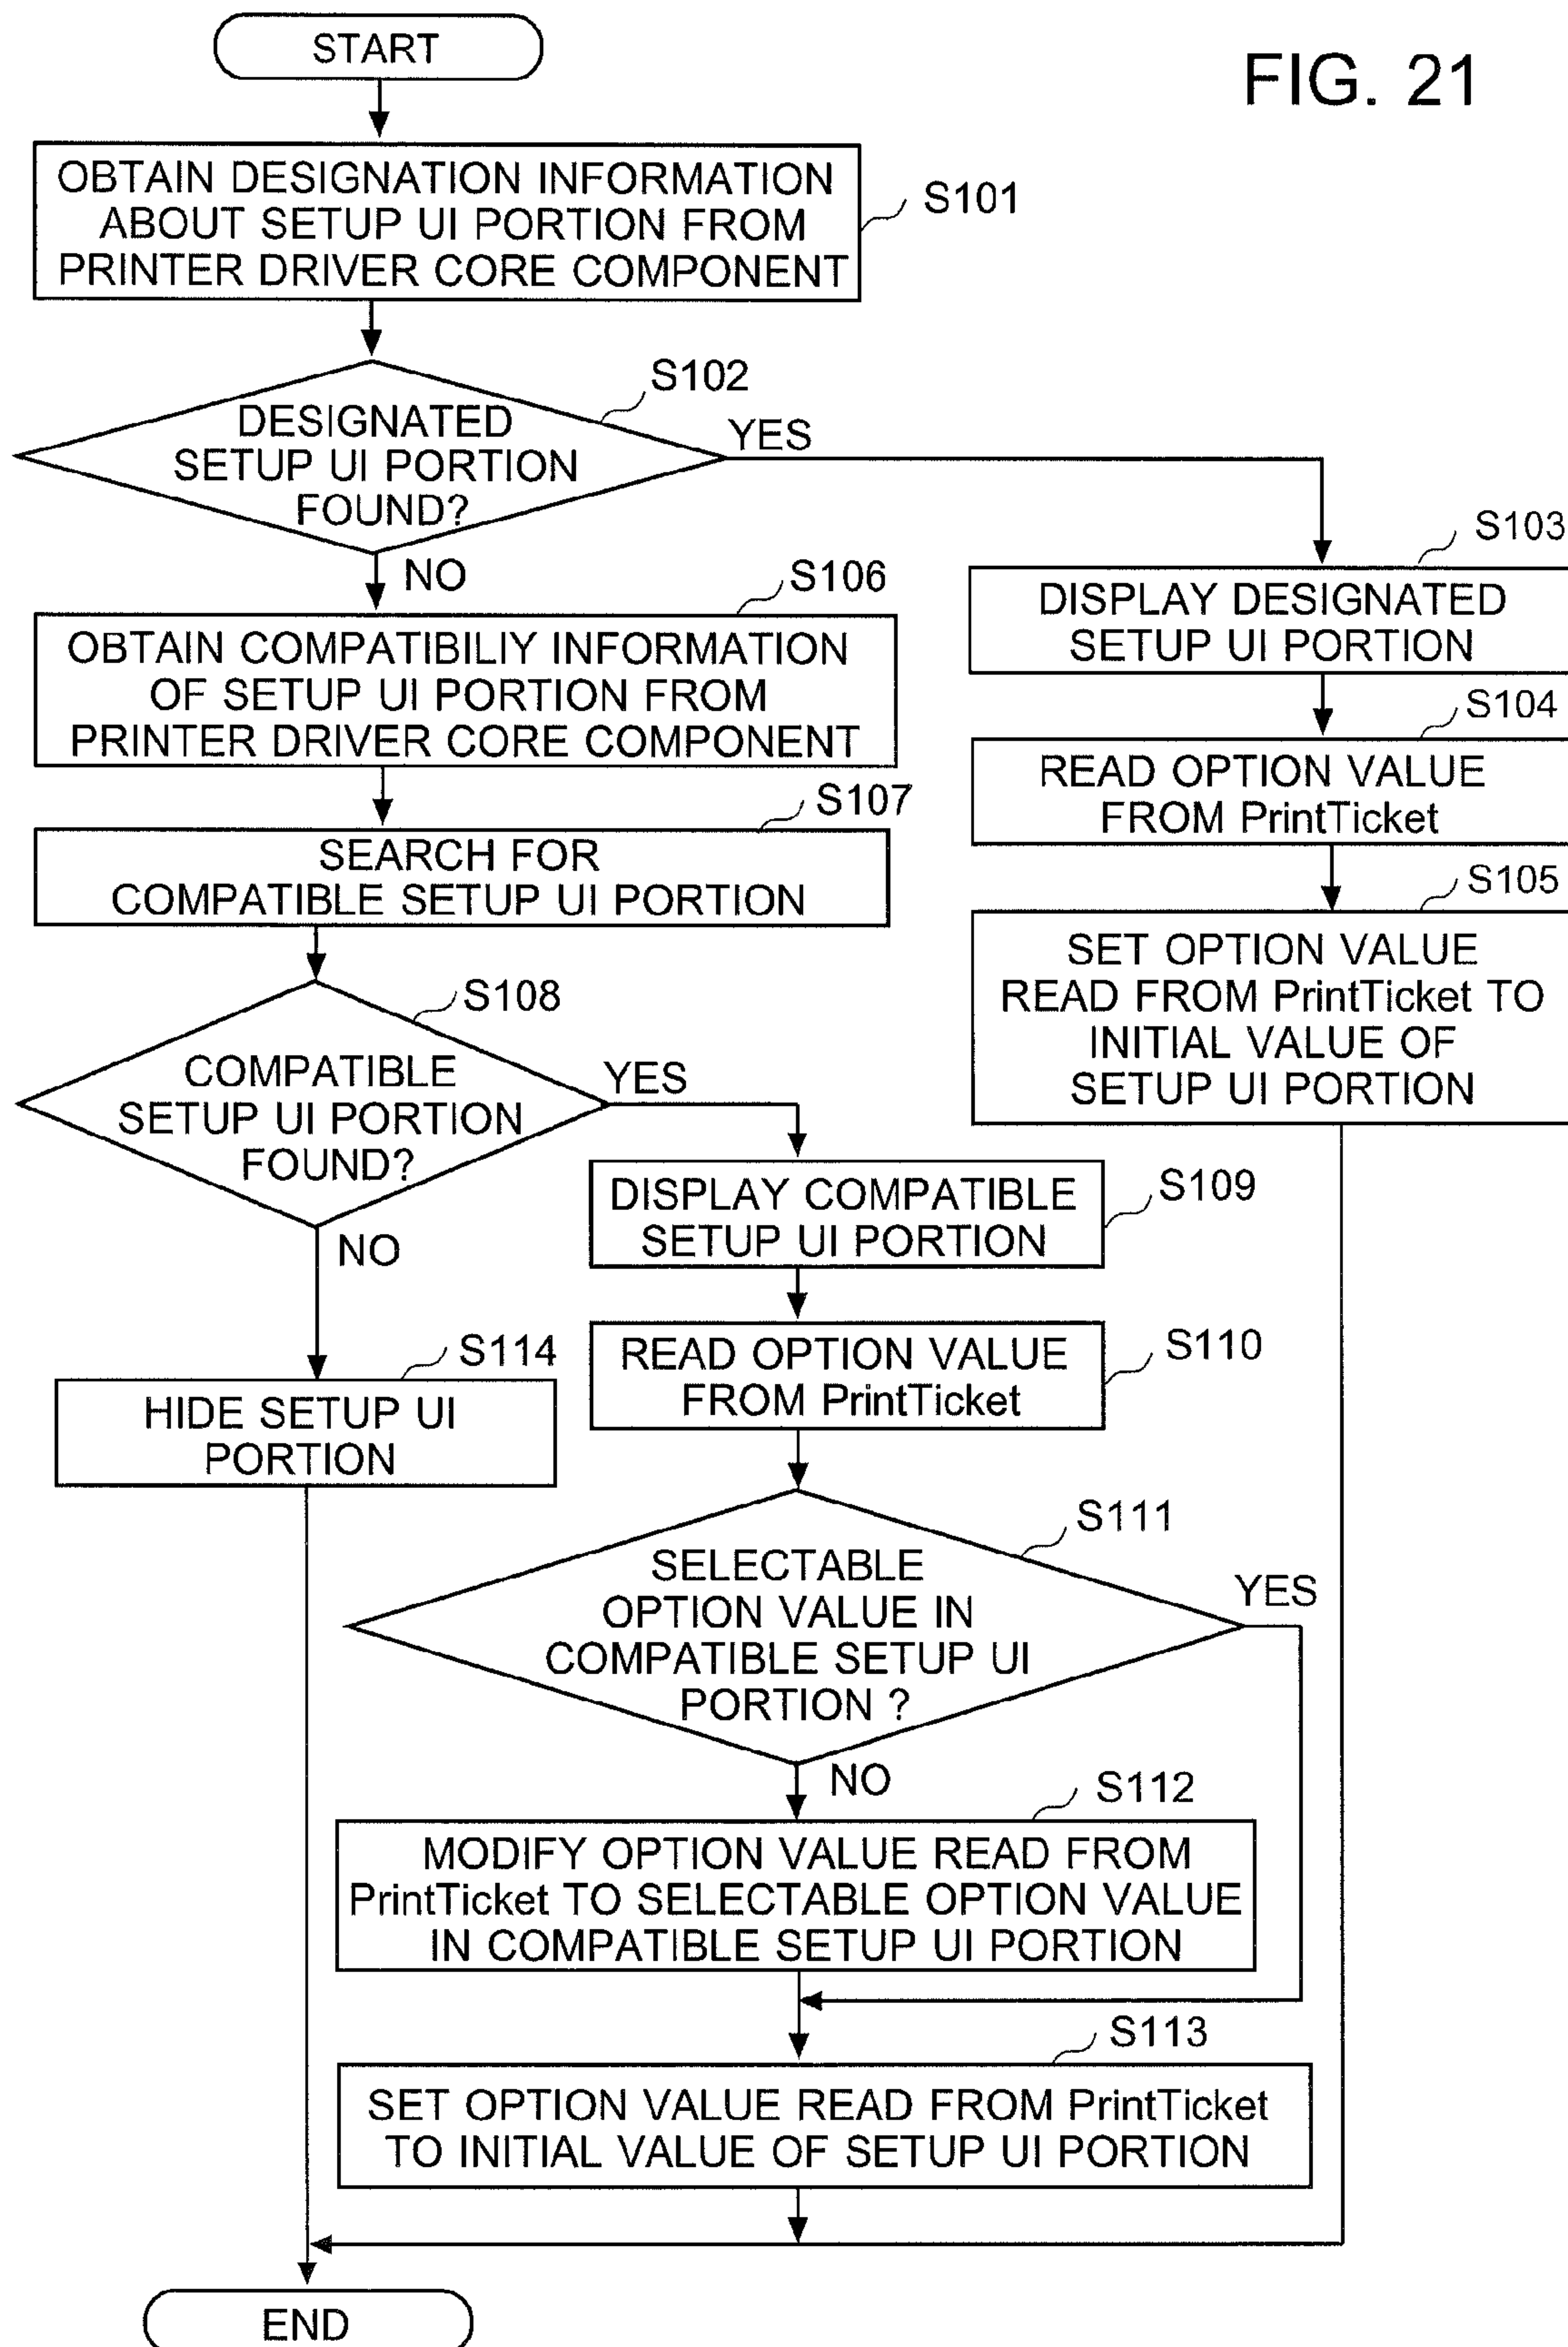 FIG. 21
START
OBTAIN DESIGNATION INFORMATION
ABOUT SETUP UI PORTION FROM
PRINTER DRIVER CORE COMPONENT
S101
S102
DESIGNATED
SETUP UI PORTION
FOUND?
YES
NO
S103
DISPLAY DESIGNATED
SETUP UI PORTION
S104
READ OPTION VALUE
FROM PrintTicket
S105
SET OPTION VALUE
READ FROM PrintTicket TO
INITIAL VALUE OF
SETUP UI PORTION
S106
OBTAIN COMPATIBILIY INFORMATION
OF SETUP UI PORTION FROM
PRINTER DRIVER CORE COMPONENT
S107
SEARCH FOR
COMPATIBLE SETUP UI PORTION
S108
COMPATIBLE
SETUP UI PORTION
FOUND?
YES
NO
S109
DISPLAY COMPATIBLE
SETUP UI PORTION
S110
READ OPTION VALUE
FROM PrintTicket
S114
HIDE SETUP UI
PORTION
S111
SELECTABLE
OPTION VALUE IN
COMPATIBLE SETUP UI
PORTION ?
YES
NO
S112
MODIFY OPTION VALUE READ FROM
PrintTicket TO SELECTABLE OPTION VALUE
IN COMPATIBLE SETUP UI PORTION
S113
SET OPTION VALUE READ FROM PrintTicket
TO INITIAL VALUE OF SETUP UI PORTION
END